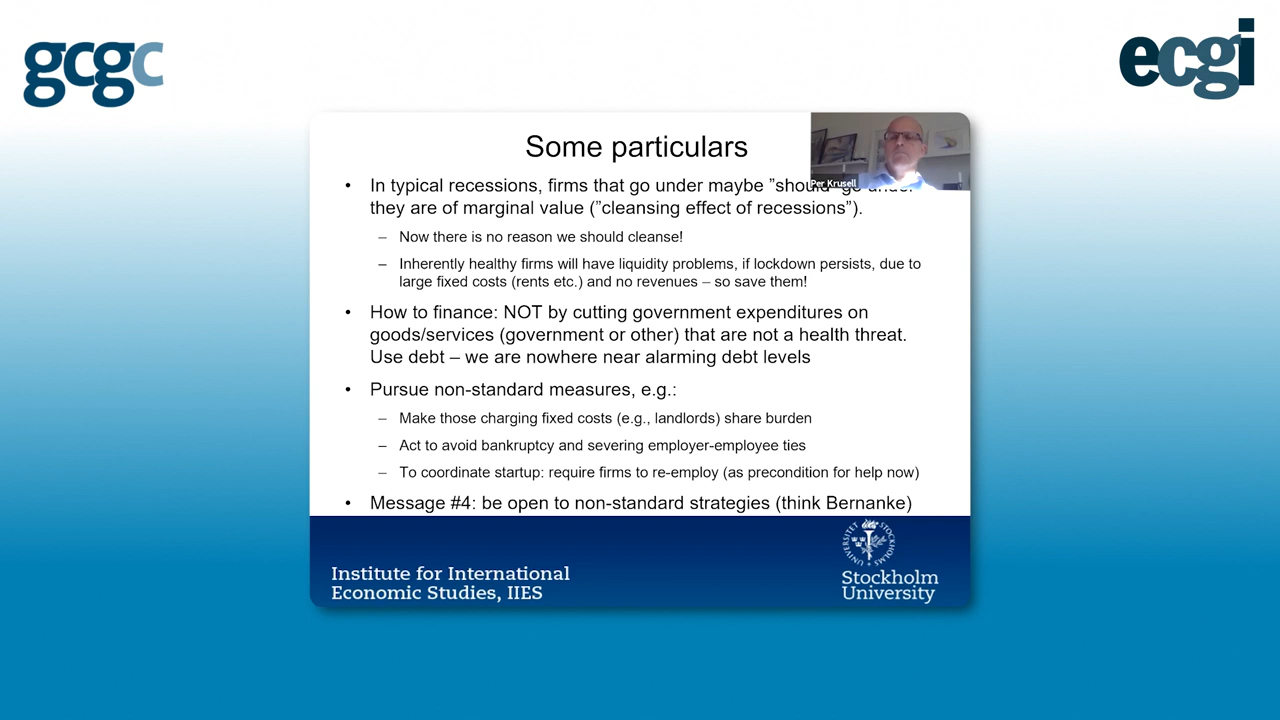 gcgc
ecgi
Some particulars
Per Krusell
• In typical recessions, firms that go under maybe ”should
they are of marginal value (”cleansing effect of recessions”).
– Now there is no reason we should cleanse!
– Inherently healthy firms will have liquidity problems, if lockdown persists, due to
large fixed costs (rents etc.) and no revenues – so save them!
• How to finance: NOT by cutting government expenditures on
goods/services (government or other) that are not a health threat.
Use debt – we are nowhere near alarming debt levels
• Pursue non-standard measures, e.g.:
– Make those charging fixed costs (e.g., landlords) share burden
– Act to avoid bankruptcy and severing employer-employee ties
– To coordinate startup: require firms to re-employ (as precondition for help now)
• Message #4: be open to non-standard strategies (think Bernanke)
Institute for International
Economic Studies, IIES
STOCKHOLMS
UNIVERSITET
Stockholm
University